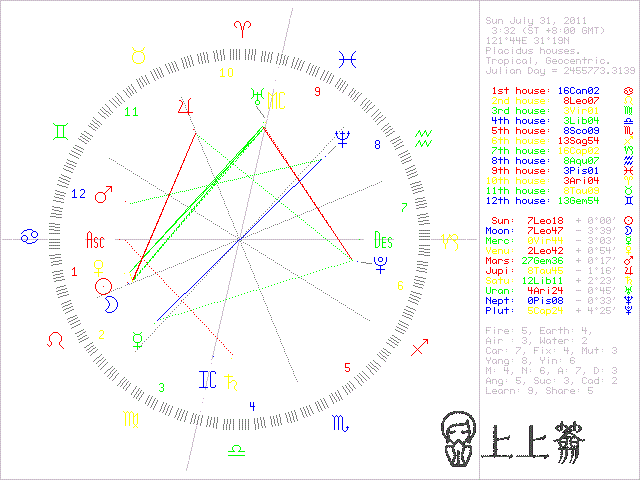 Sun July 31, 2011
3:32 (ST +8:00 GMT)
121°44E 31°19N
Placidus houses.
Tropical, Geocentric.
Julian Day = 2455773.3139
1st house: 16Can02
2nd house: 8Leo07
3rd house: 3Vir01
4th house: 3Lib04
5th house: 8Sco09
6th house: 13Sag54
7th house: 16Cap02
8th house: 8Aqu07
9th house: 3Pis01
10th house: 3Ari04
11th house: 8Tau09
12th house: 13Gem54
Sun: 7Leo18 + 0°00'
Moon: 7Leo47 - 3°39'
Merc: 0Vir44 - 3°03'
Venu: 2Leo42 + 0°54'
Mars: 27Gem36 + 0°17'
Jupi: 8Tau46 - 1°16'
Satu: 12Lib11 + 2°23'
Uran: 4Ari24 - 0°45'
Nept: 0Pis08 - 0°33'
Plut: 5Cap24 + 4°25'
Fire: 5, Earth: 4,
Air : 3, Water: 2
Car: 7, Fix: 4, Mut: 3
Yang: 8, Yin: 6
M: 4, N: 6, A: 7, D: 3
Ang: 5, Suc: 3, Cad: 2
Learn: 9, Share: 5
10
MC
9
11
8
12
7
Asc
Des
1
6
2
5
3
IC
4
上上